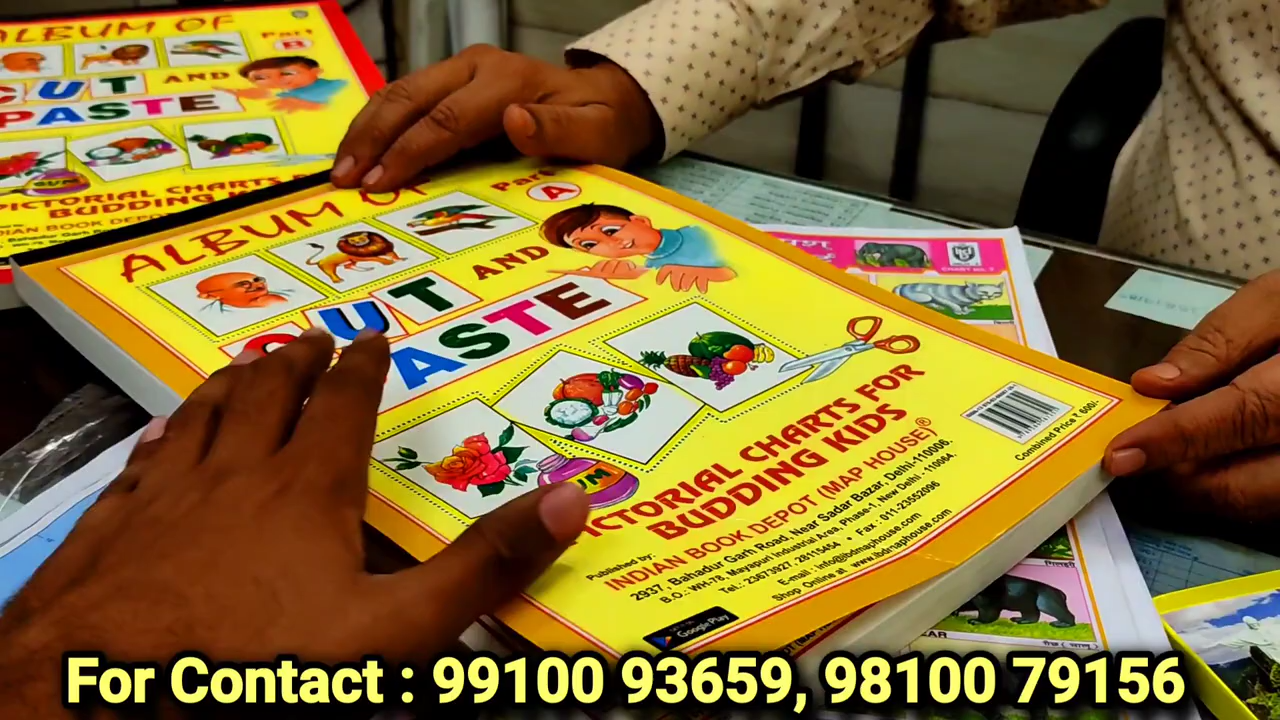 ALBUM OF
Part
B
CUT AND
PASTE
PICTORIAL CHARTS
BUDDING KIDS
INDIAN BOOK DEPOT
ALBUM OF
Part
A
CUT AND
PASTE
GUM
PICTORIAL CHARTS FOR
BUDDING KIDS
Published by:
INDIAN BOOK DEPOT (MAP HOUSE)®
2937, Bahadur Garh Road, Near Sadar Bazar, Delhi-110006.
B.O.: WH-78, Mayapuri Industrial Area, Phase-1, New Delhi-110064.
Tel.: 23673927, 28115454 • Fax : 011-23552096
E-mail : info@ibdmaphouse.com
Shop Online at www.ibdmaphouse.com
Combined Price ₹ 600/-
Google Play
CHART NO. 7
For Contact : 99100 93659, 98100 79156